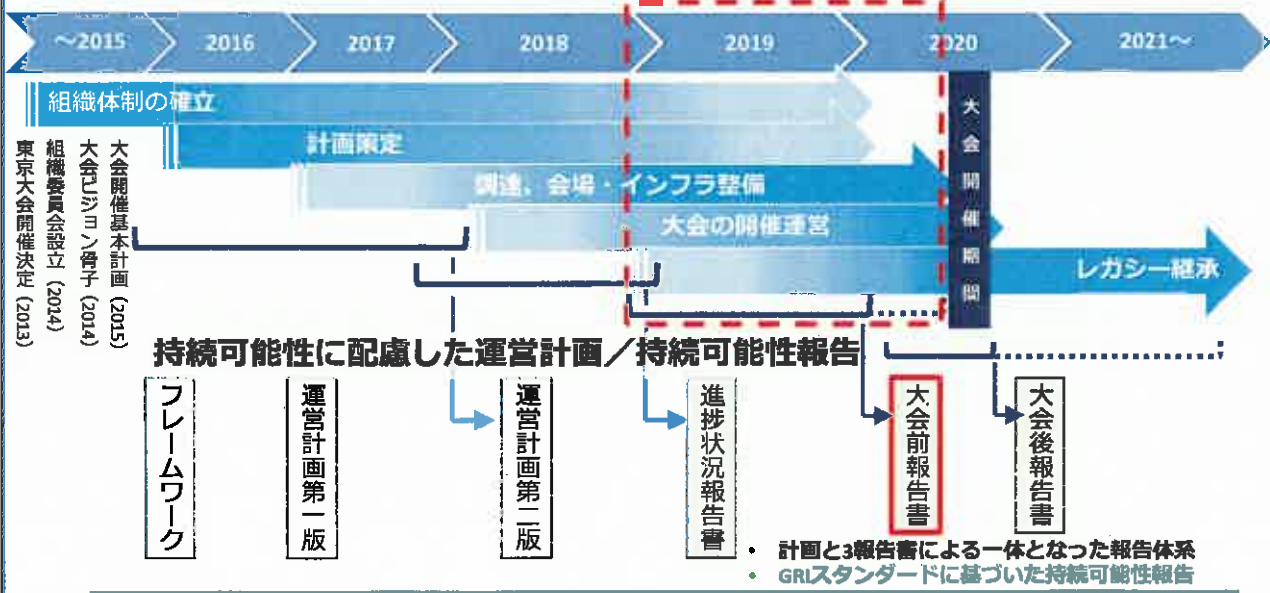 ～2015
2016
2017
2018
2019
2020
2021～
組織体制の確立
計画策定
調達、会場・インフラ整備
大会の開催運営
レガシー継承
大会開催期間
東京大会開催決定（2013）
組織委員会設立（2014）
大会ビジョン骨子（2014）
大会開催基本計画（2015）
持続可能性に配慮した運営計画／持続可能性報告
フレームワーク
運営計画第一版
運営計画第二版
進捗状況報告書
大会前報告書
大会後報告書
・ 計画と3報告書による一体となった報告体系
・ GRIスタンダードに基づいた持続可能性報告